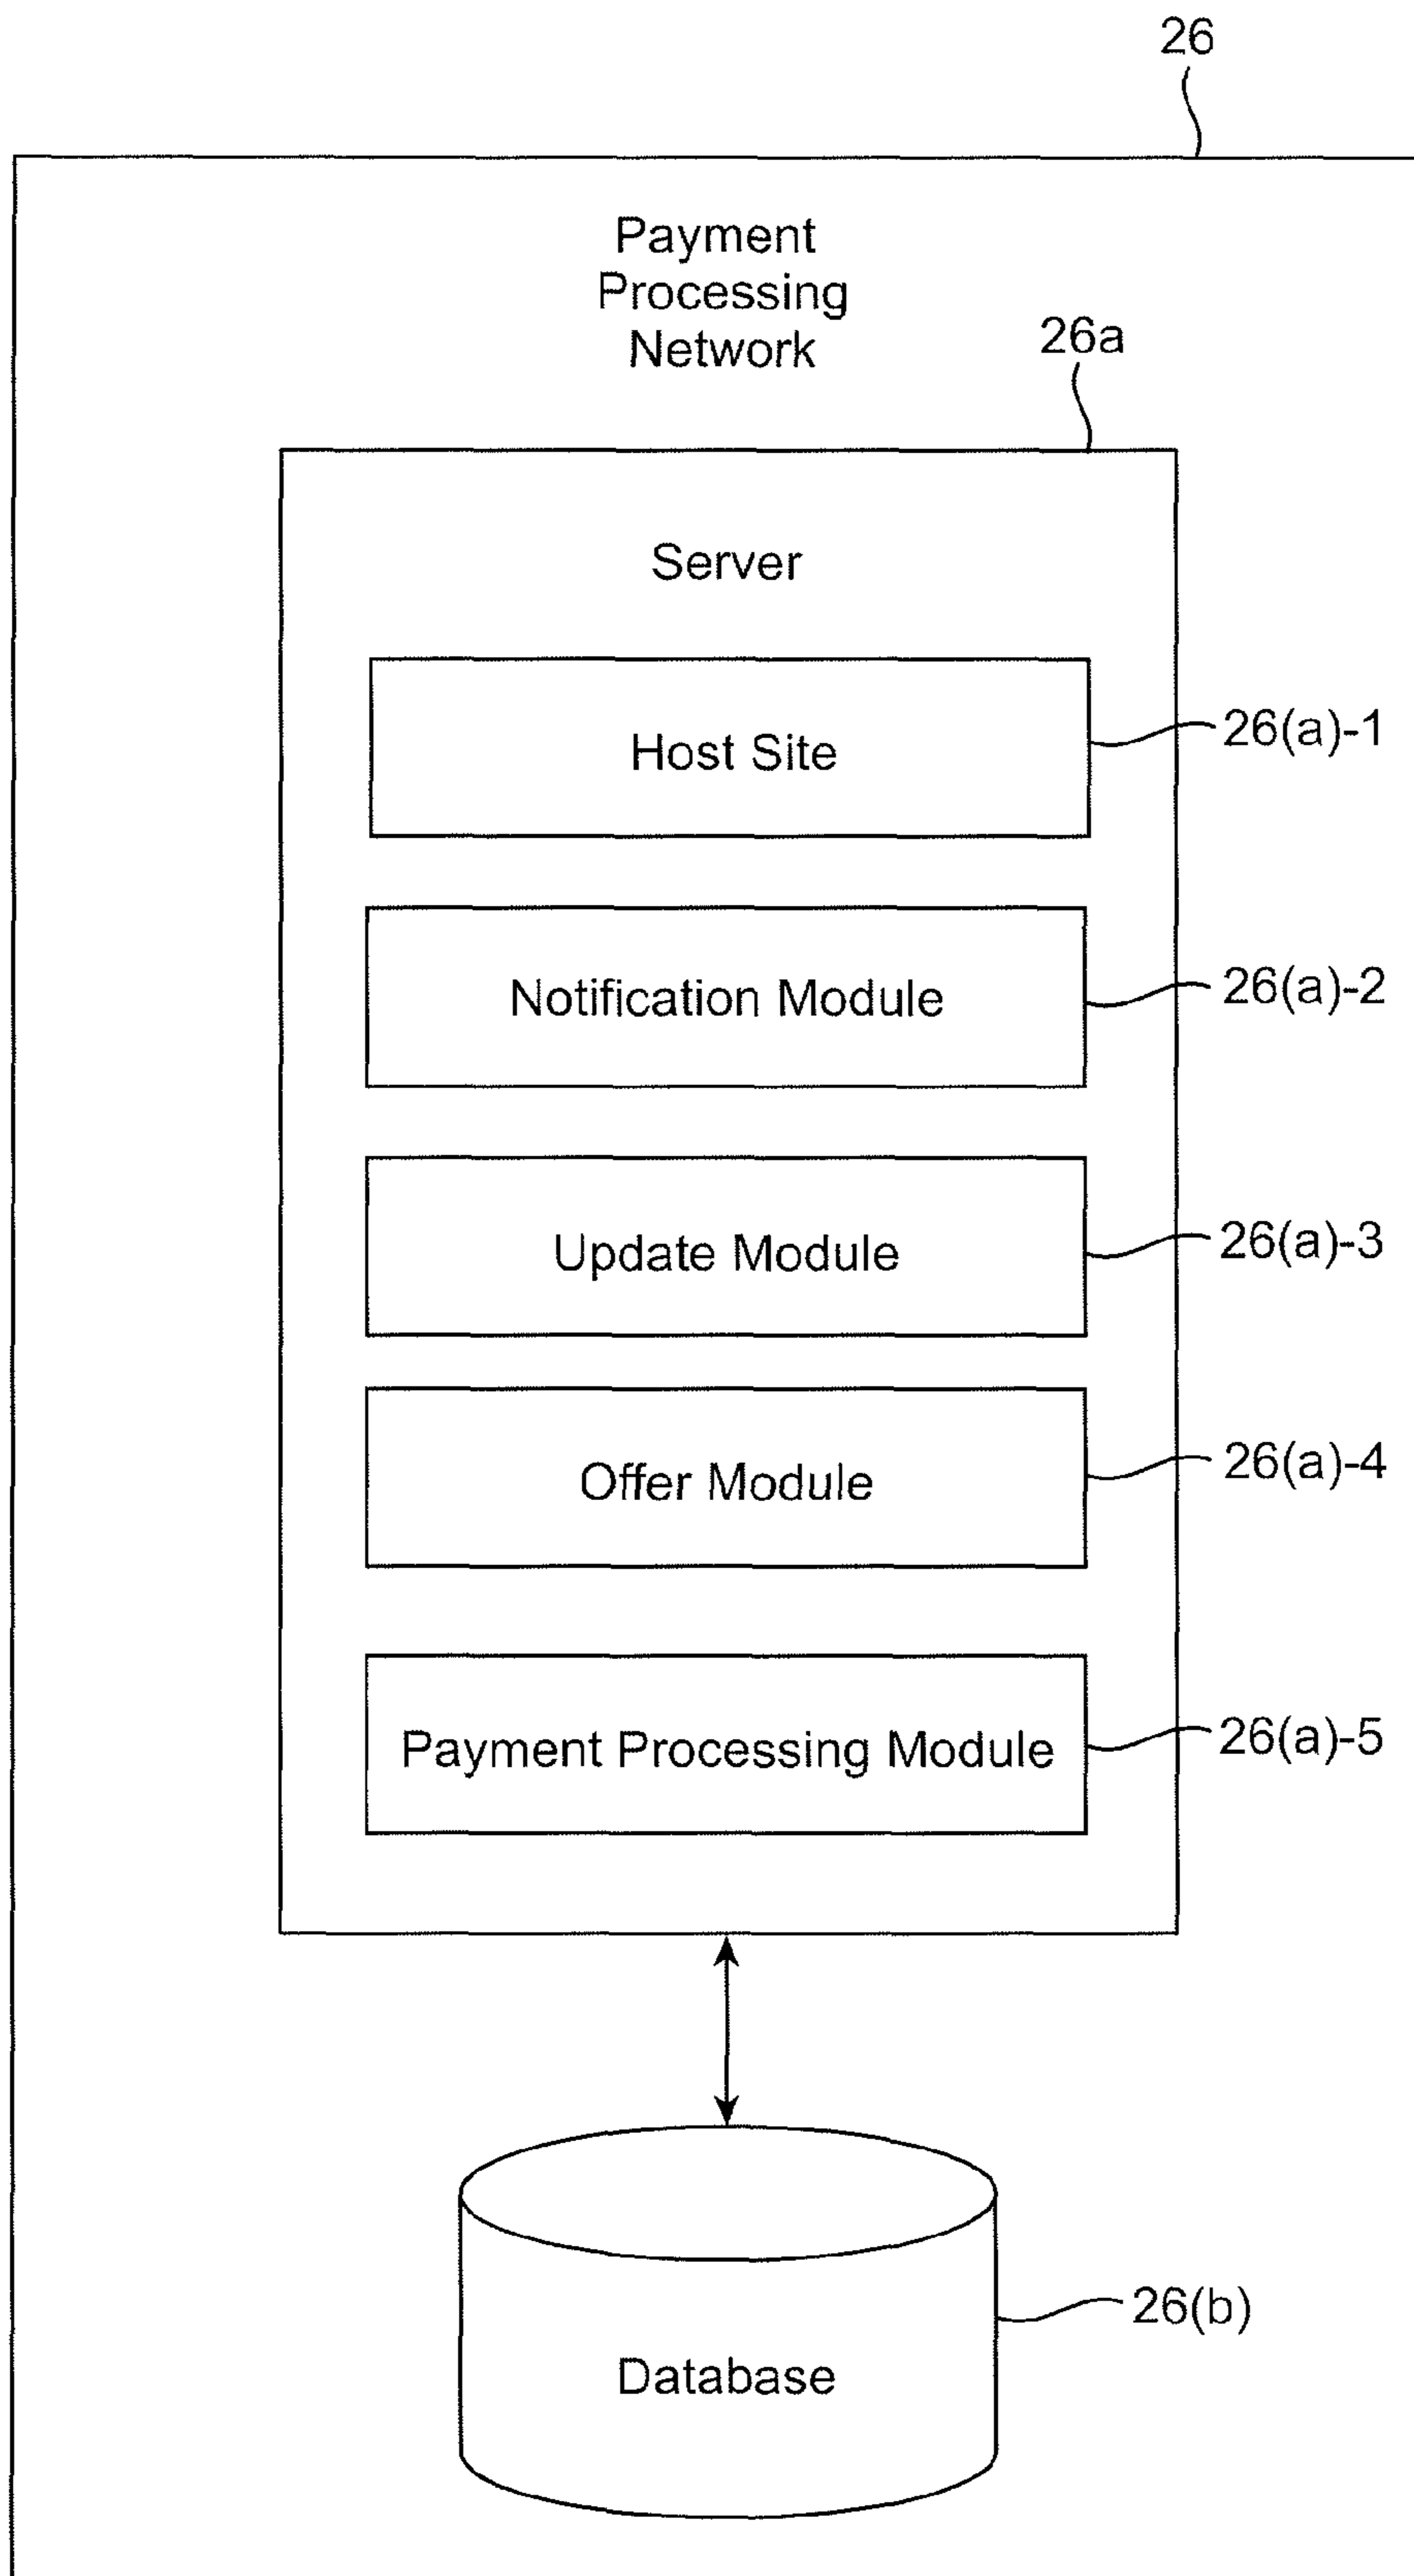 26
Payment
Processing
Network
26a
Server
Host Site
26(a)-1
Notification Module
26(a)-2
Update Module
26(a)-3
Offer Module
26(a)-4
Payment Processing Module
26(a)-5
26(b)
Database